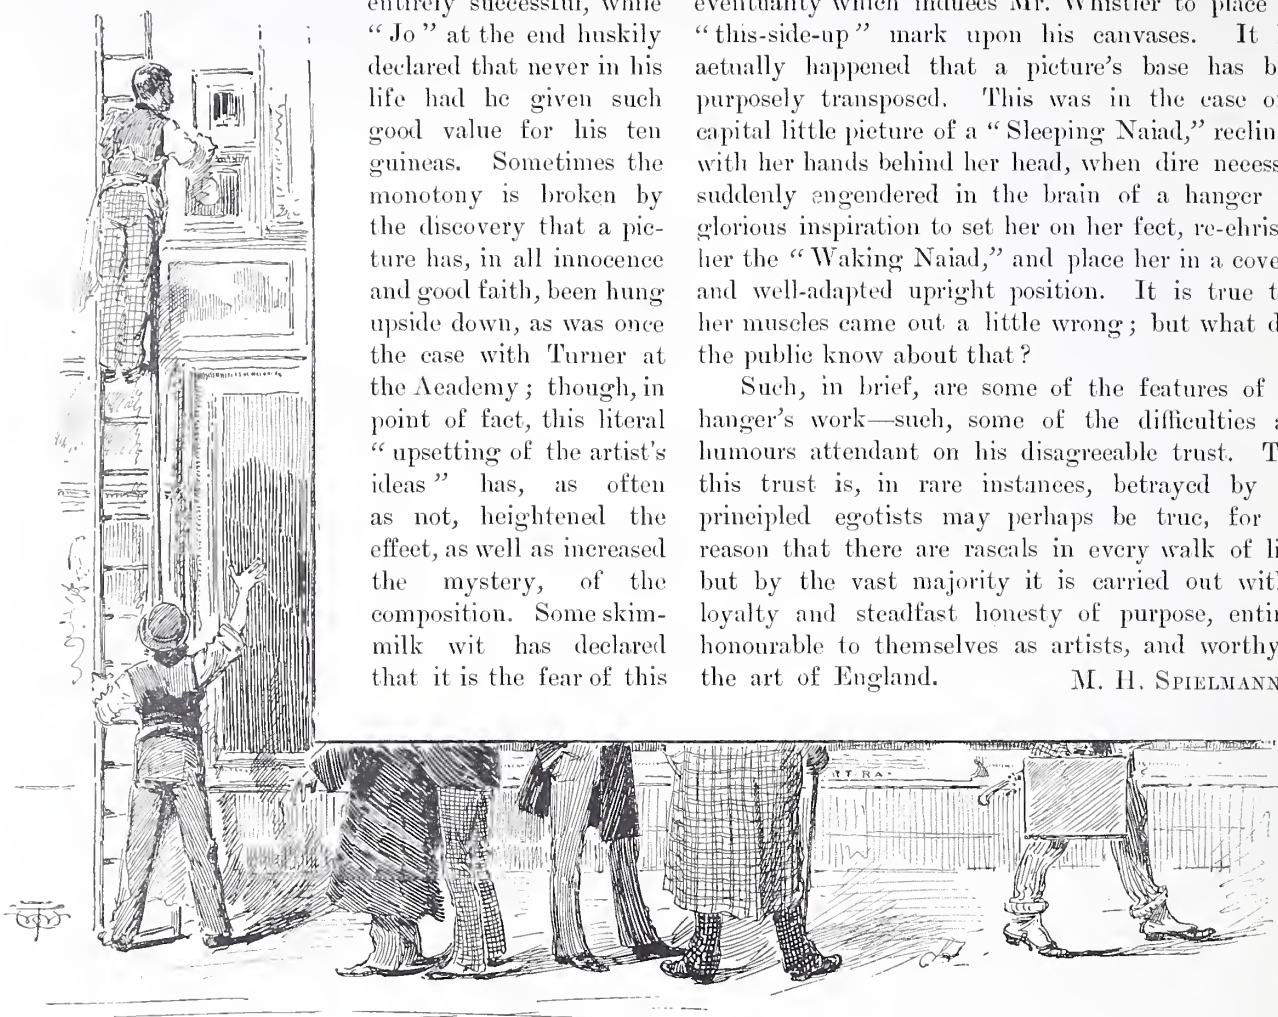 entirely successful, while
“ Jo ” at the end huskily
declared that never in his
life had he given such
good value for his ten
guineas. Sometimes the
monotony is broken by
the discovery that a pic-
ture has, in all innocence
and good faith, been hung
upside down, as was once
the case with Turner at
the Academy ; though, in
point of fact, this literal
“ upsetting of the artist’s
ideas ” has, as often
as not, heightened the
effect, as well as increased
the mystery, of the
composition. Some skim-
milk wit has declared
that it is the fear of this
eventuality which induces Mr. Whistler to place
“ this-side-up ” mark upon his canvases. It
actually happened that a picture’s base has b
purposely transposed. This was in the case o
capital little picture of a “ Sleeping Naiad,” reclin
with her hands behind her head, when dire necess
suddenly engendered in the brain of a hanger
glorious inspiration to set her on her feet, re-chris
her the “ Waking Naiad,” and place her in a cove
and well-adapted upright position. It is true t
her muscles came out a little wrong ; but what d
the public know about that ?
Such, in brief, are some of the features of
hanger’s work—such, some of the difficulties a
humours attendant on his disagreeable trust. T
this trust is, in rare instances, betrayed by
principled egotists may perhaps be true, for
reason that there are rascals in every walk of li
but by the vast majority it is carried out wit
loyalty and steadfast honesty of purpose, entir
honourable to themselves as artists, and worthy
the art of England.
M. H. SPIELMANN